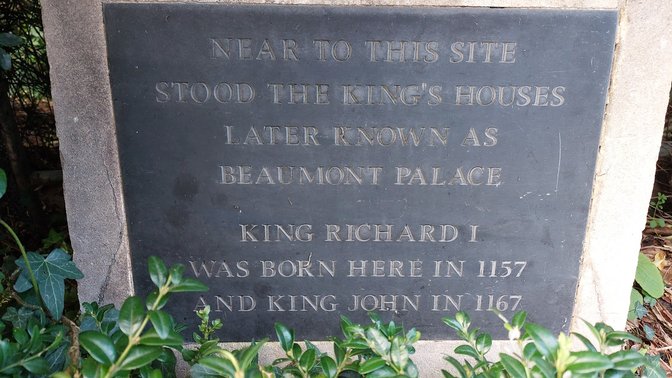 NEAR TO THIS SITE
STOOD THE KING'S HOUSES
LATER KNOWN AS
BEAUMONT PALACE
KING RICHARD I
WAS BORN HERE IN 1157
AND KING JOHN IN 1167